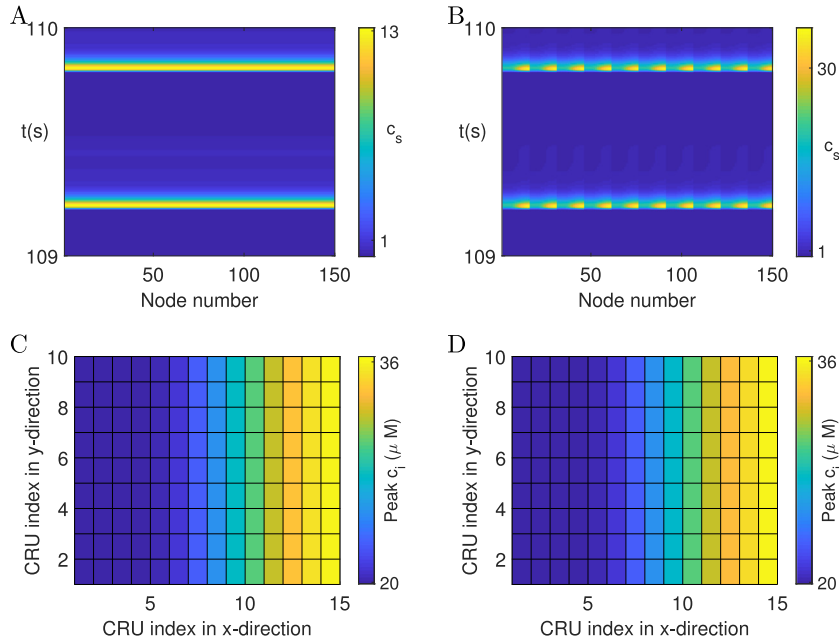 A
110
t(s)
109
50
100
150
Node number
13
c_s
1
B
110
t(s)
109
50
100
150
Node number
30
c_s
1
C
10
8
6
4
2
CRU index in y-direction
5
10
15
CRU index in x-direction
36
Peak c_i (μ M)
20
D
10
8
6
4
2
CRU index in y-direction
5
10
15
CRU index in x-direction
36
Peak c_i (μ M)
20